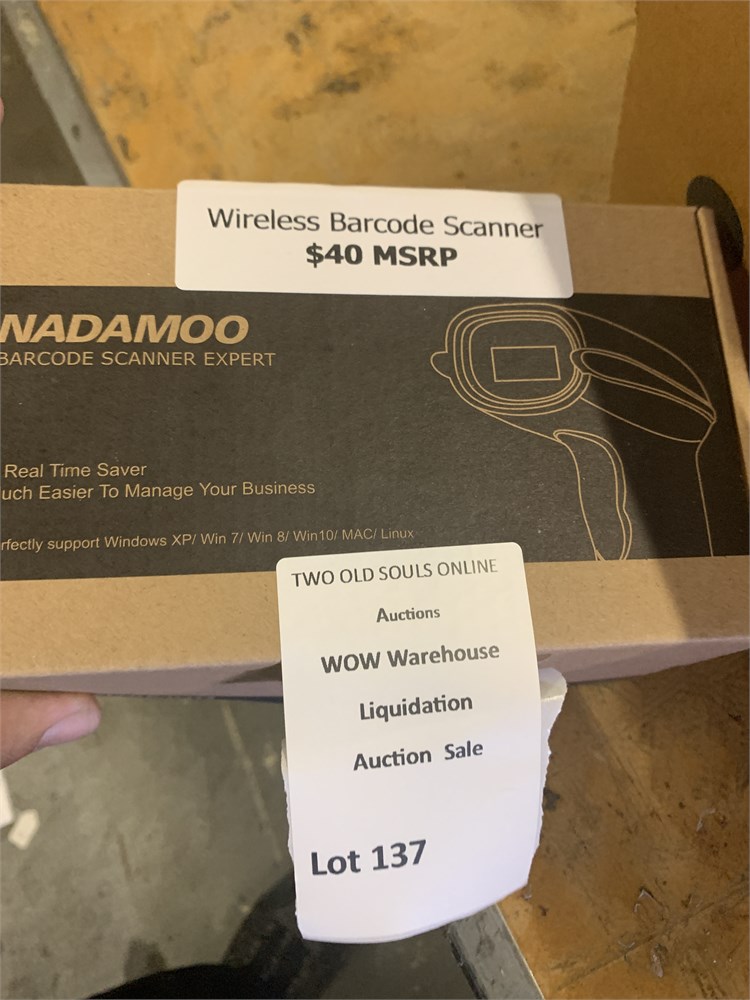 Wireless Barcode Scanner
$40 MSRP
NADAMOO
BARCODE SCANNER EXPERT
Real Time Saver
uch Easier To Manage Your Business
rfectly support Windows XP/ Win 7/ Win 8/ Win10/ MAC/ Linux
TWO OLD SOULS ONLINE
Auctions
WOW Warehouse
Liquidation
Auction Sale
Lot 137